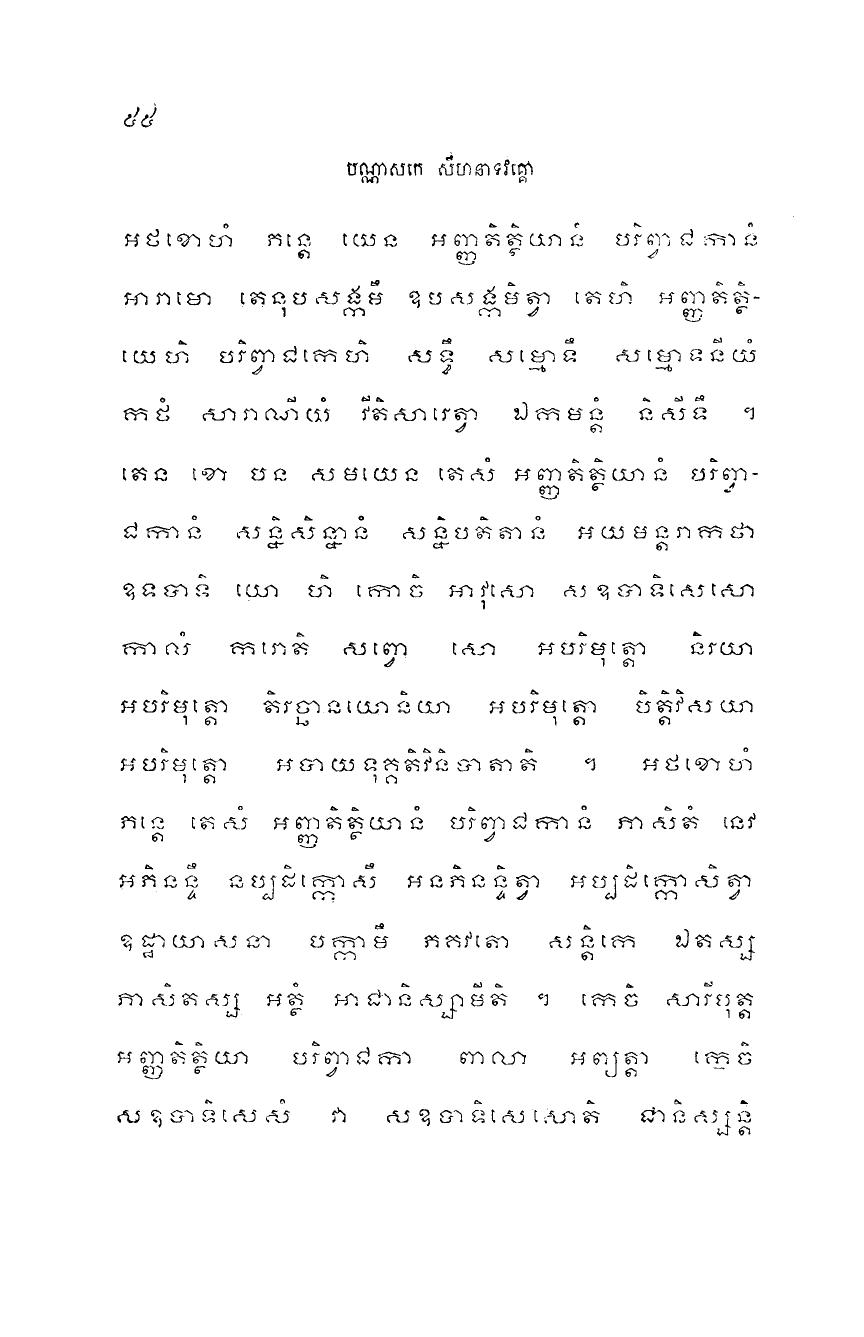 ៥៥
បណ្ណាសកេ សីហនាទវគ្គោ
អថខោហំ ភន្តេ យេន អញ្ញតិត្ថិយានំ បរិព្វាជកានំ
អារាមោ តេនុបសង្កមឹ ឧបសង្កមិត្វា តេហិ អញ្ញតិត្ថិ-
យេហិ បរិព្វាជកេហិ សទ្ធឹ សម្មោទឹ សម្មោទនីយំ
កថំ សារាណីយំ វីតិសារេត្វា ឯកមន្តំ និសីទឹ ។
តេន ខោ បន សមយេន តេសំ អញ្ញតិត្ថិយានំ បរិព្វា-
ជកានំ សន្និសិន្នានំ សន្និបតិតានំ អយមន្តរាកថា
ឧទបាទិ យោ ហិ កោចិ អាវុសោ សឧបាទិសេសោ
កាលំ ករោតិ សព្វោ សោ អបរិមុត្តោ និរយា
អបរិមុត្តោ តិរច្ឆានយោនិយា អបរិមុត្តោ បិត្តិវិសយា
អបរិមុត្តោ អបាយទុគ្គតិវិនិបាតាតិ ។ អថខោហំ
ភន្តេ តេសំ អញ្ញតិត្ថិយានំ បរិព្វាជកានំ ភាសិតំ នេវ
អភិនន្ទឹ នប្បដិក្កោសឹ អនភិនន្ទិត្វា អប្បដិក្កោសិត្វា
ឧដ្ឋាយាសនា បក្កាមឹ ភគវតោ សន្តិកេ ឯតស្ស
ភាសិតស្ស អត្ថំ អាជានិស្សាមីតិ ។ កេចិ សារីបុត្ត
អញ្ញតិត្ថិយា បរិព្វាជកា ពាលា អព្យត្តា កេចិ
សឧបាទិសេសំ វា សឧបាទិសេសោតិ ជានិស្សន្តិ